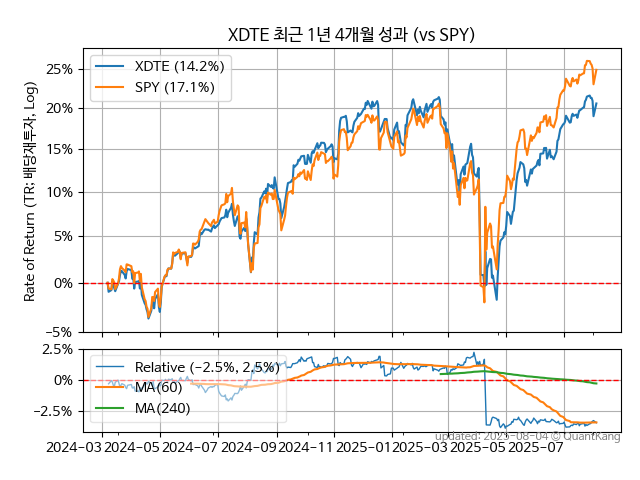 XDTE 최근 1년 4개월 성과 (vs SPY)
Rate of Return (TR: 배당재투자, Log)
XDTE (14.2%)
SPY (17.1%)
25%
20%
15%
10%
5%
0%
−5%
2.5%
0%
−2.5%
Relative (−2.5%, 2.5%)
MA(60)
MA(240)
updated: 2025-08-04 © QuantKang
2024−03 2024−05 2024−07 2024−09 2024−11 2025−01 2025−03 2025−05 2025−07